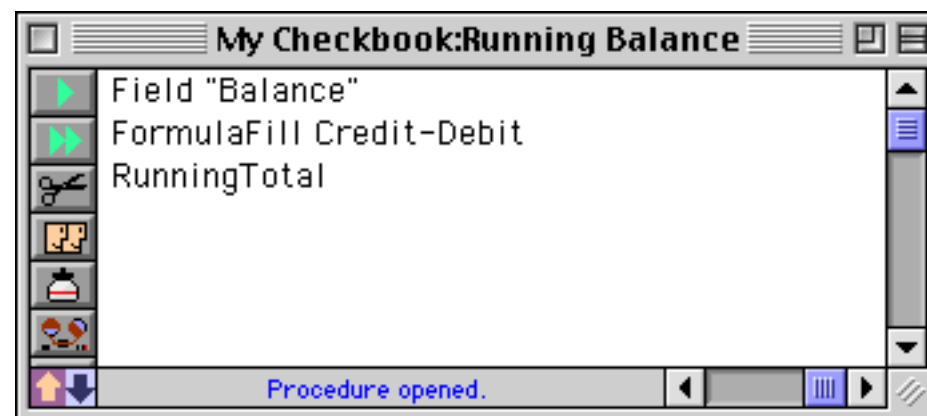 My Checkbook:Running Balance
Field "Balance"
FormulaFill Credit-Debit
RunningTotal
Procedure opened.